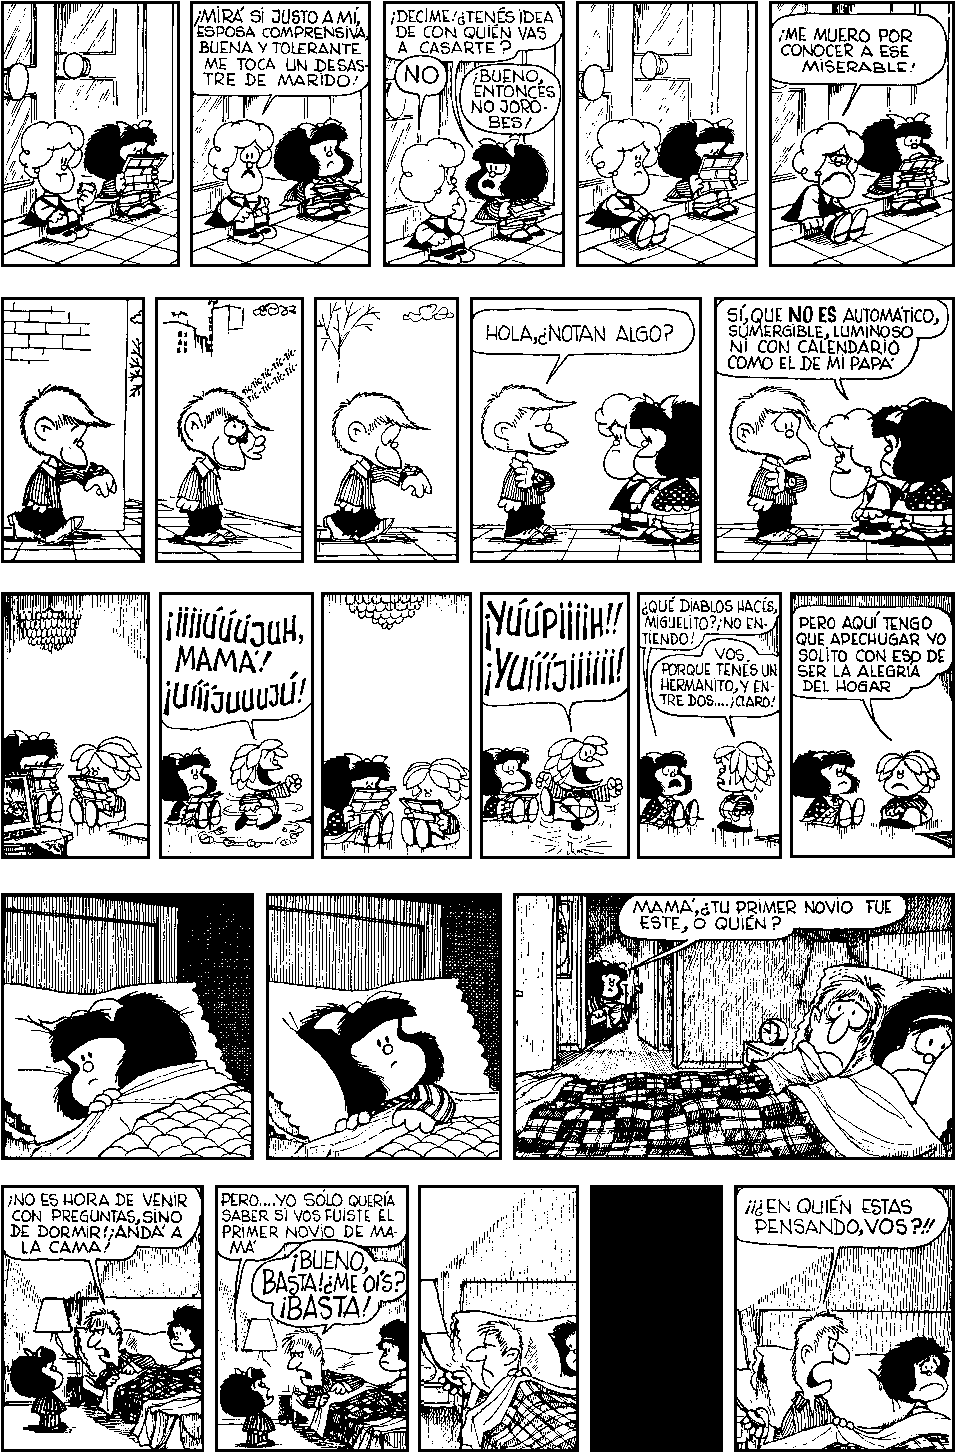 ¡MIRÁ SI JUSTO A MÍ,
ESPOSA COMPRENSIVA,
BUENA Y TOLERANTE
ME TOCA UN DESAS-
TRE DE MARIDO!
¡DECIME! ¿TENÉS IDEA
DE CON QUIÉN VAS
A CASARTE?
NO
¡BUENO,
ENTONCES
NO JORO-
BES!
¡ME MUERO POR
CONOCER A ESE
MISERABLE!
TIC-TIC-TIC-TIC-TIC-
TIC-TIC-TIC-TIC-
HOLA, ¿NOTAN ALGO?
SÍ, QUE NO ES AUTOMÁTICO,
SUMERGIBLE, LUMINOSO
NI CON CALENDARIO
COMO EL DE MI PAPÁ
¡IIIIÚÚÚJUH,
MAMÁ!
¡UÍÍIJUUUJÚ!
¡YÚÚPIIIIH!!
¡YUÍÍÍJIIIIII!
¿QUÉ DIABLOS HACÉS,
MIGUELITO? ¡NO EN-
TIENDO!
VOS,
PORQUE TENÉS UN
HERMANITO, Y EN-
TRE DOS.... ¡CLARO!
PERO AQUÍ TENGO
QUE APECHUGAR YO
SOLITO CON ESO DE
SER LA ALEGRÍA
DEL HOGAR
MAMÁ, ¿TU PRIMER NOVIO FUE
ESTE, O QUIÉN?
¡NO ES HORA DE VENIR
CON PREGUNTAS, SINO
DE DORMIR! ¡ANDÁ A
LA CAMA!
PERO....YO SÓLO QUERÍA
SABER SI VOS FUISTE EL
PRIMER NOVIO DE MA-
MÁ
¡BUENO,
BASTA! ¿ME OÍS?
¡BASTA!
¡¡¿EN QUIÉN ESTAS
PENSANDO, VOS?!!